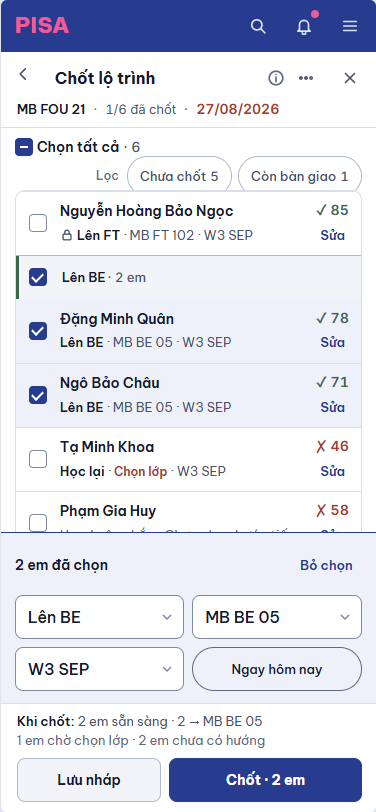 PISA
Chốt lộ trình
MB FOU 21 · 1/6 đã chốt · 27/08/2026
Chọn tất cả · 6
Lọc Chưa chốt 5 Còn bàn giao 1
Nguyễn Hoàng Bảo Ngọc ✓ 85
Lên FT · MB FT 102 · W3 SEP Sửa
Lên BE · 2 em
Đặng Minh Quân ✓ 78
Lên BE · MB BE 05 · W3 SEP Sửa
Ngô Bảo Châu ✓ 71
Lên BE · MB BE 05 · W3 SEP Sửa
Tạ Minh Khoa ✗ 46
Học lại · Chọn lớp · W3 SEP Sửa
Phạm Gia Huy ✗ 58
2 em đã chọn Bỏ chọn
Lên BE MB BE 05
W3 SEP Ngay hôm nay
Khi chốt: 2 em sẵn sàng · 2 → MB BE 05
1 em chờ chọn lớp · 2 em chưa có hướng
Lưu nháp Chốt · 2 em